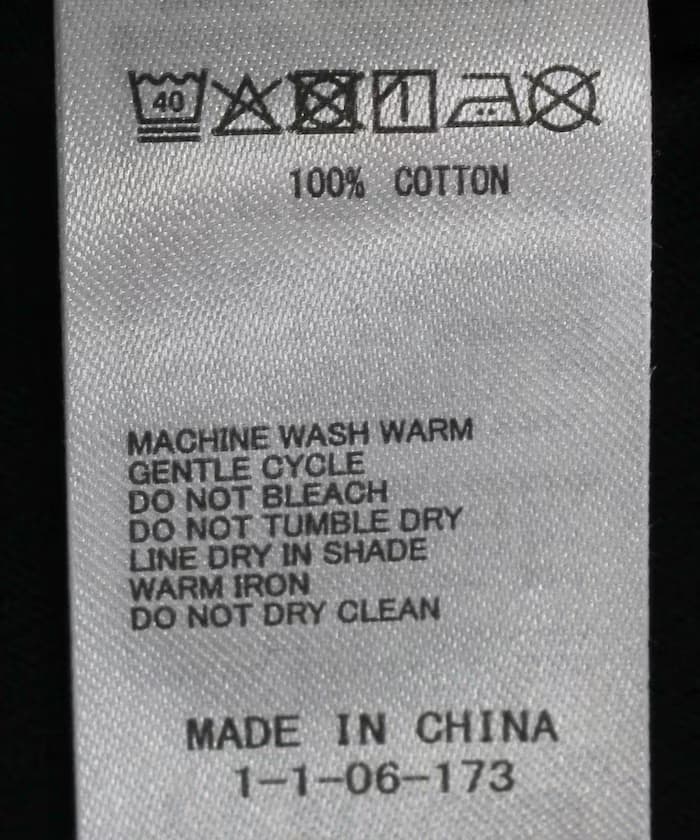 40
100% COTTON
MACHINE WASH WARM
GENTLE CYCLE
DO NOT BLEACH
DO NOT TUMBLE DRY
LINE DRY IN SHADE
WARM IRON
DO NOT DRY CLEAN
MADE IN CHINA
1-1-06-173